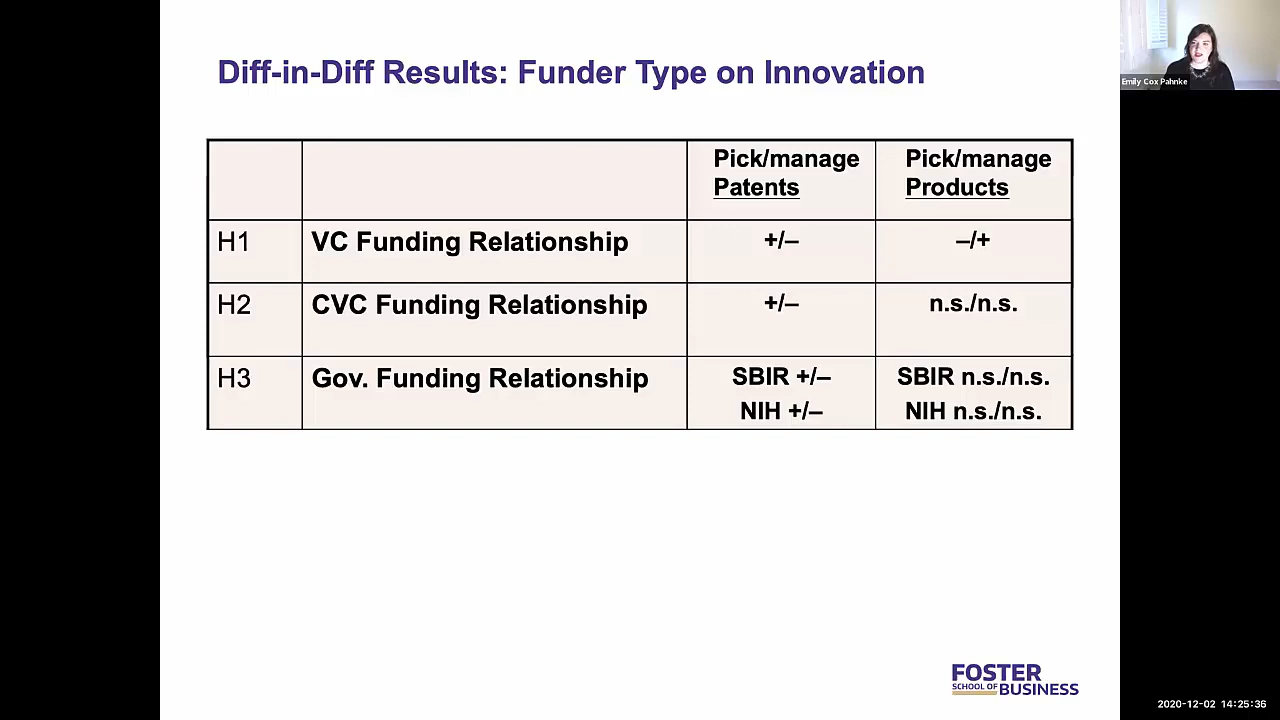 Diff-in-Diff Results: Funder Type on Innovation
Emily Cox Pahnke
Pick/manage
Patents
Pick/manage
Products
H1
VC Funding Relationship
+/–
–/+
H2
CVC Funding Relationship
+/–
n.s./n.s.
H3
Gov. Funding Relationship
SBIR +/–
NIH +/–
SBIR n.s./n.s.
NIH n.s./n.s.
FOSTER
SCHOOL OF BUSINESS
2020-12-02 14:25:36